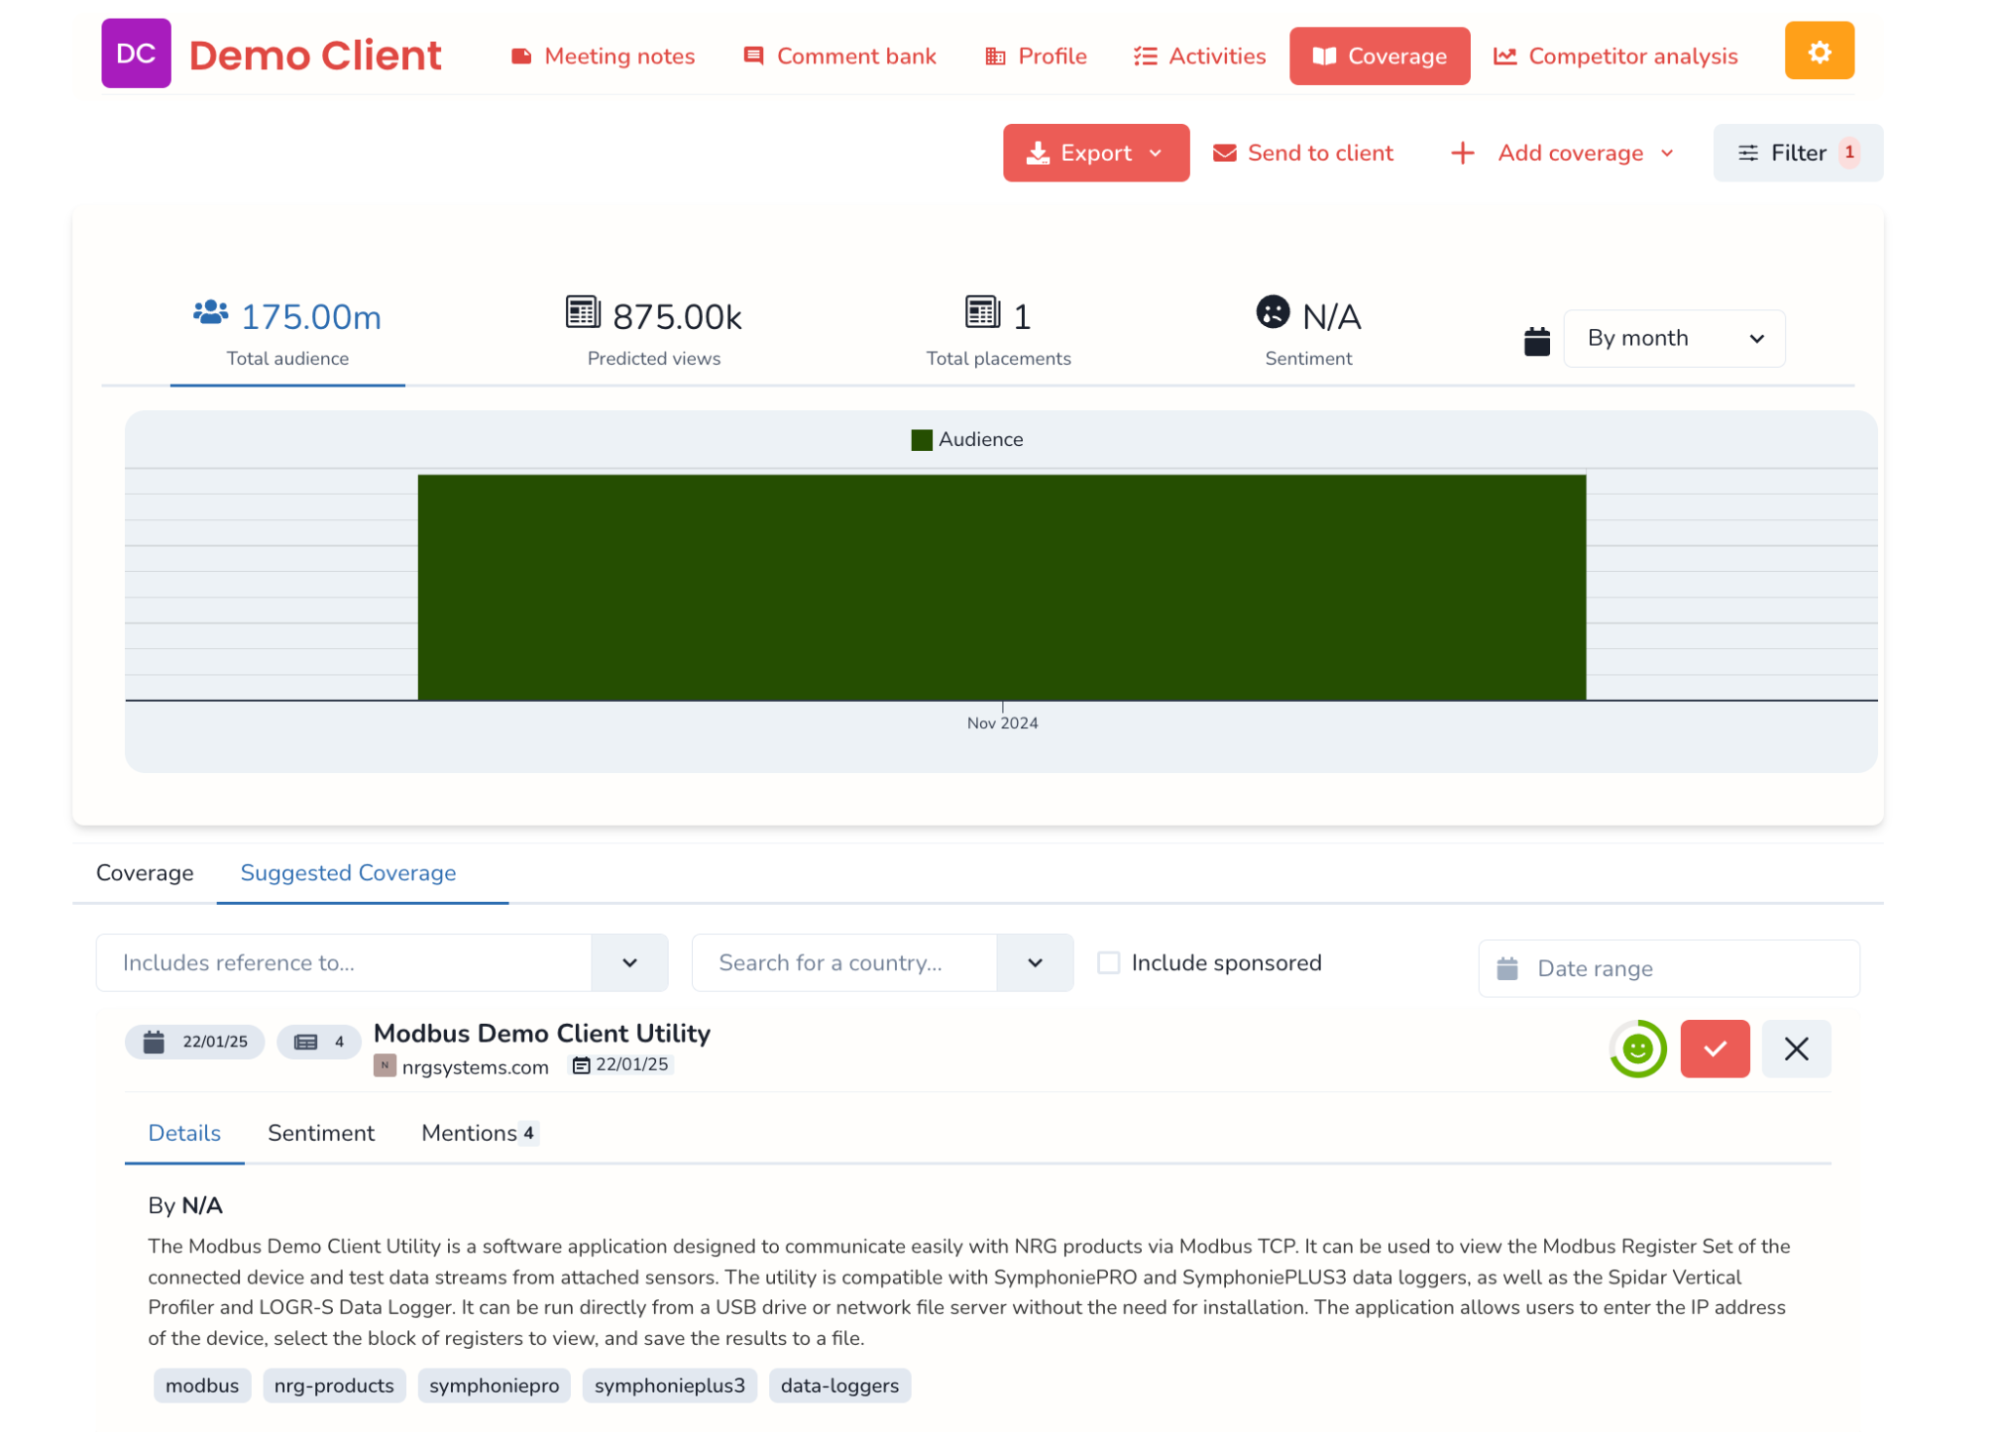 DC Demo Client Meeting notes Comment bank Profile Activities Coverage Competitor analysis
Export Send to client Add coverage Filter 1
175.00m 875.00k 1 N/A
Total audience Predicted views Total placements Sentiment By month
Audience
Nov 2024
Coverage Suggested Coverage
Includes reference to... Search for a country... Include sponsored Date range
22/01/25 4 Modbus Demo Client Utility
N nrgsystems.com 22/01/25
Details Sentiment Mentions 4
By N/A
The Modbus Demo Client Utility is a software application designed to communicate easily with NRG products via Modbus TCP. It can be used to view the Modbus Register Set of the
connected device and test data streams from attached sensors. The utility is compatible with SymphoniePRO and SymphoniePLUS3 data loggers, as well as the Spidar Vertical
Profiler and LOGR-S Data Logger. It can be run directly from a USB drive or network file server without the need for installation. The application allows users to enter the IP address
of the device, select the block of registers to view, and save the results to a file.
modbus nrg-products symphoniepro symphonieplus3 data-loggers